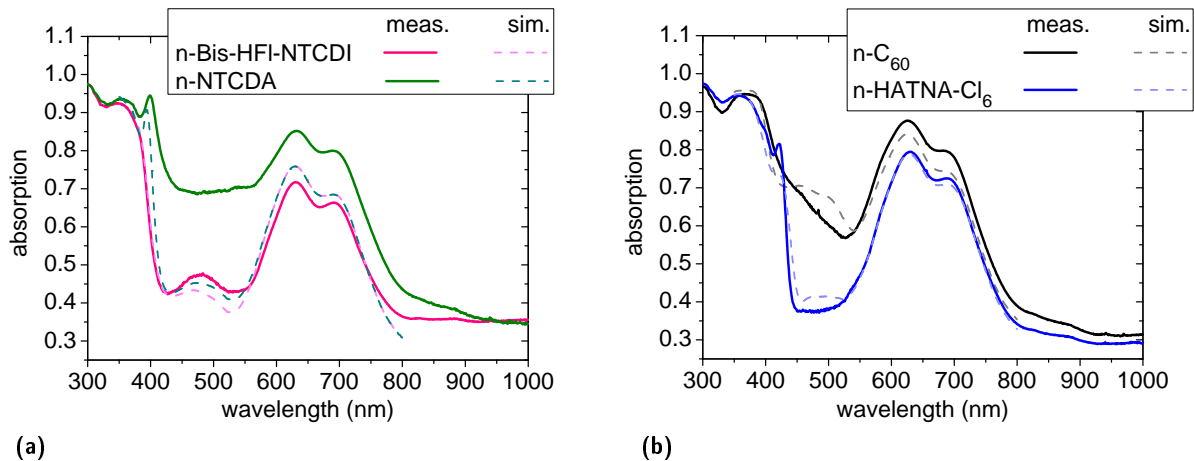 meas. sim.
n-Bis-HFI-NTCDI
n-NTCDA
1.1
1.0
0.9
0.8
0.7
0.6
0.5
0.4
0.3
absorption
300 400 500 600 700 800 900 1000
wavelength (nm)
(a)
meas. sim.
n-C60
n-HATNA-Cl6
1.1
1.0
0.9
0.8
0.7
0.6
0.5
0.4
0.3
absorption
300 400 500 600 700 800 900 1000
wavelength (nm)
(b)